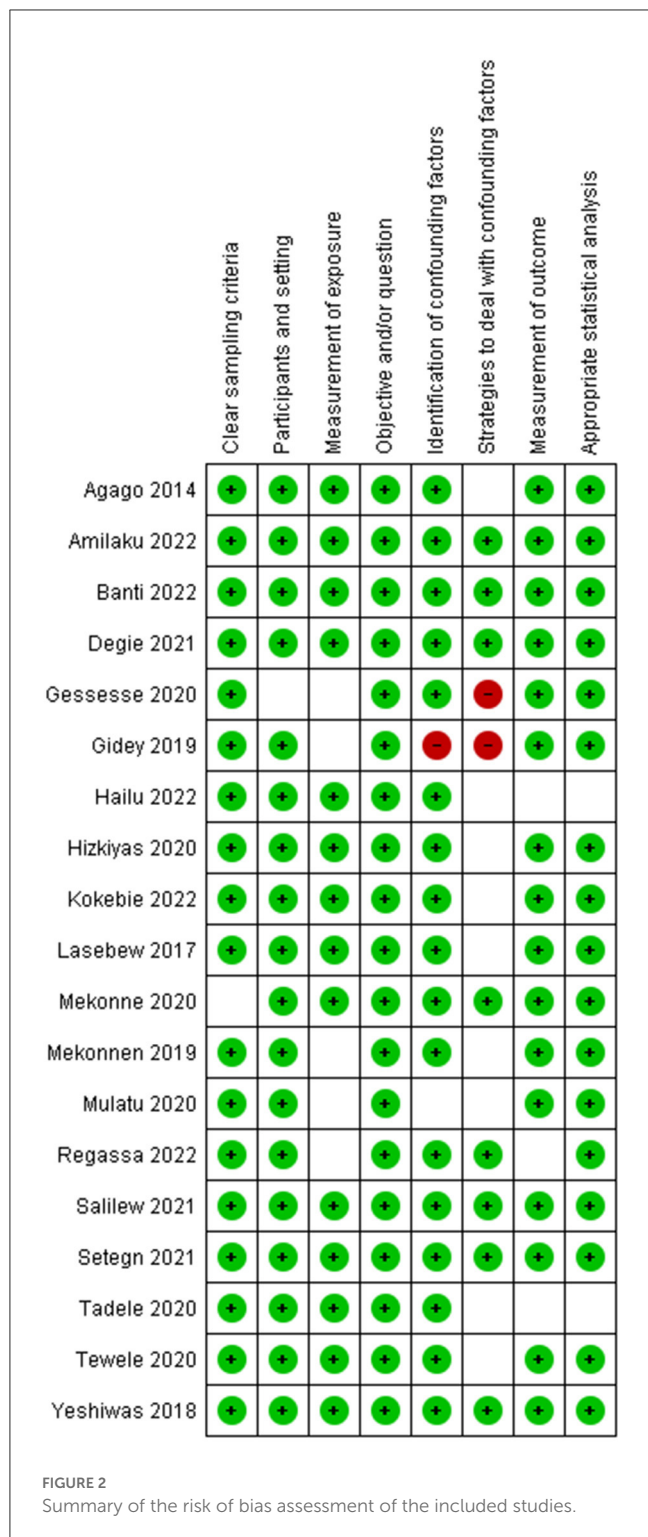 Clear sampling criteria
Participants and setting
Measurement of exposure
Objective and/or question
Identification of confounding factors
Strategies to deal with confounding factors
Measurement of outcome
Appropriate statistical analysis
Agago 2014 + + + + + + +
Amilaku 2022 + + + + + + + +
Banti 2022 + + + + + + + +
Degie 2021 + + + + + + + +
Gessesse 2020 + + + - + +
Gidey 2019 + + + - - + +
Hailu 2022 + + + + +
Hizkiyas 2020 + + + + + + +
Kokebie 2022 + + + + + + +
Lasebew 2017 + + + + + + +
Mekonne 2020 + + + + + + +
Mekonnen 2019 + + + + + +
Mulatu 2020 + + + + +
Regassa 2022 + + + + + +
Salilew 2021 + + + + + + + +
Setegn 2021 + + + + + + + +
Tadele 2020 + + + + +
Tewele 2020 + + + + + + +
Yeshiwas 2018 + + + + + + + +
FIGURE 2
Summary of the risk of bias assessment of the included studies.